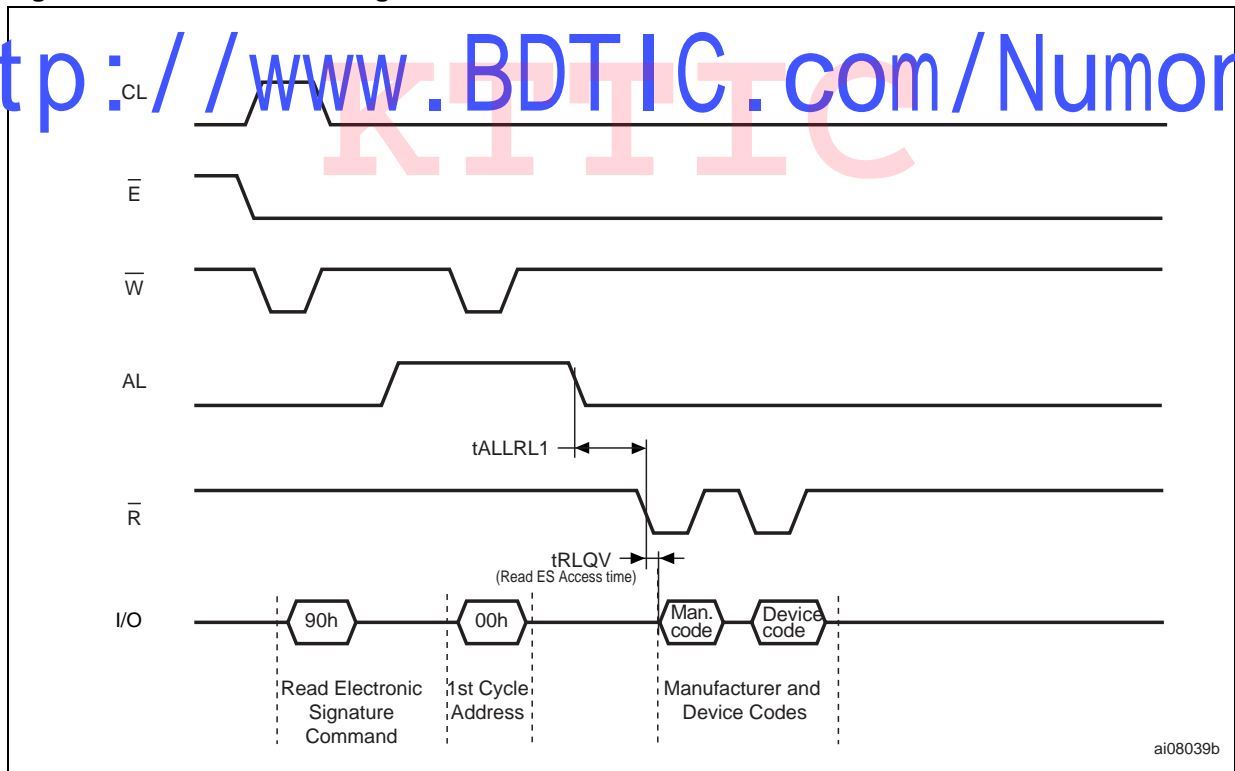 tp://www.BDTIC.com/Numor
KTTIC
CL
E
W
AL
tALLRL1
R
tRLQV
(Read ES Access time)
I/O
90h
00h
Man.
code
Device
code
Read Electronic
Signature
Command
1st Cycle
Address
Manufacturer and
Device Codes
ai08039b